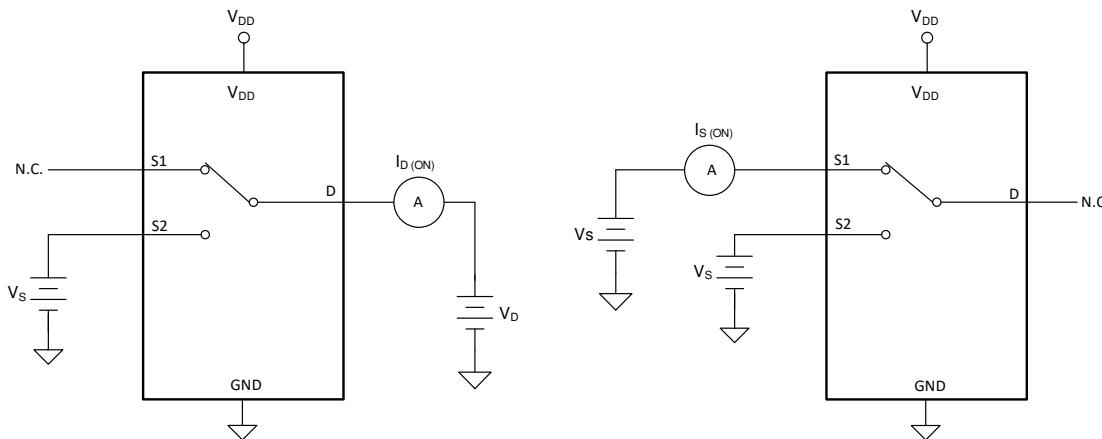 VDD
VDD
N.C.
S1
S2
D
ID (ON)
A
VS
VD
GND
VDD
VDD
IS (ON)
A
S1
S2
D
N.C
Vs
VS
GND